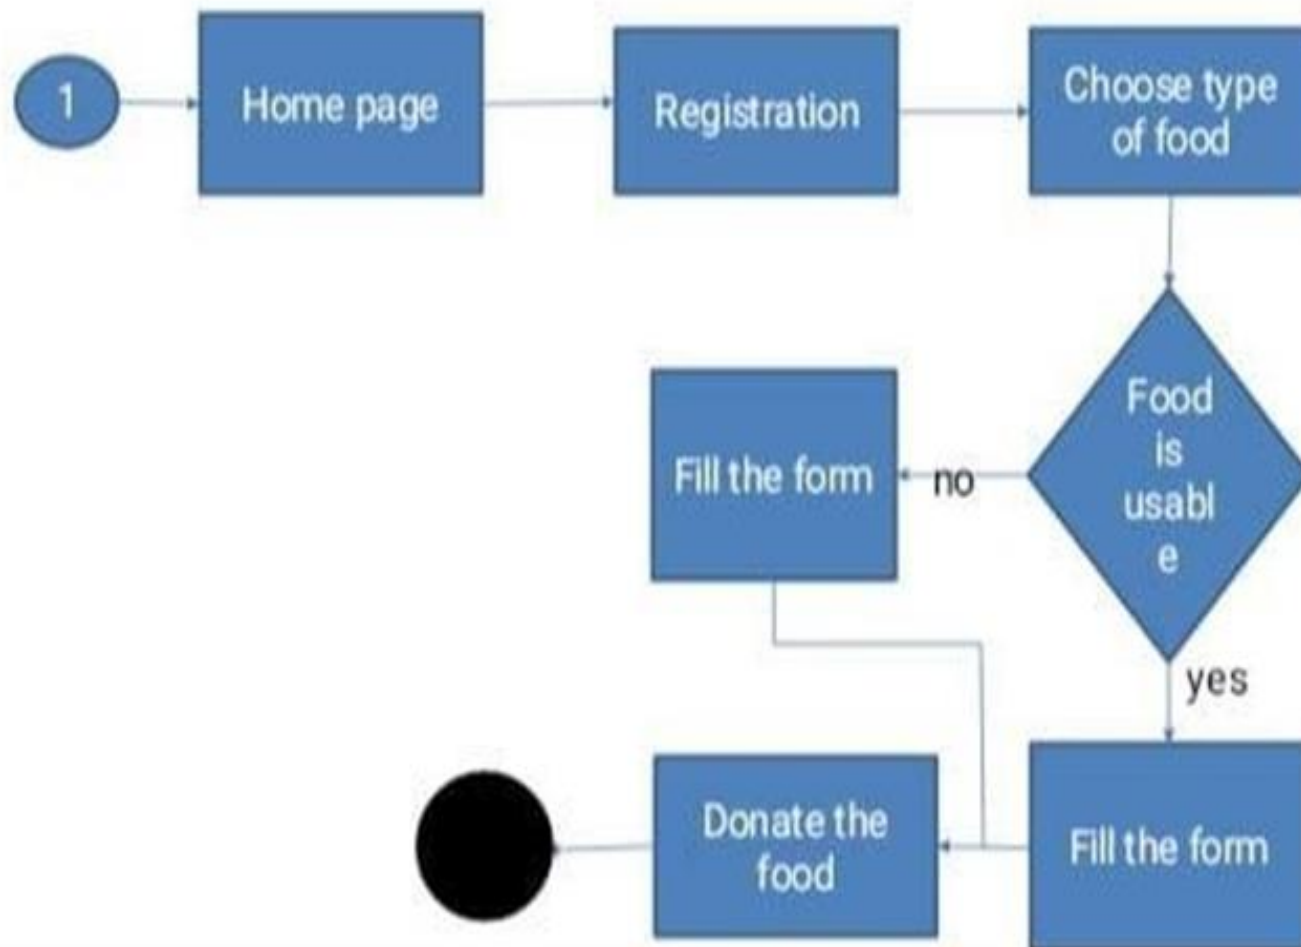 1
Home page
Registration
Choose type
of food
Food
is
usabl
e
no
Fill the form
yes
Fill the form
Donate the
food